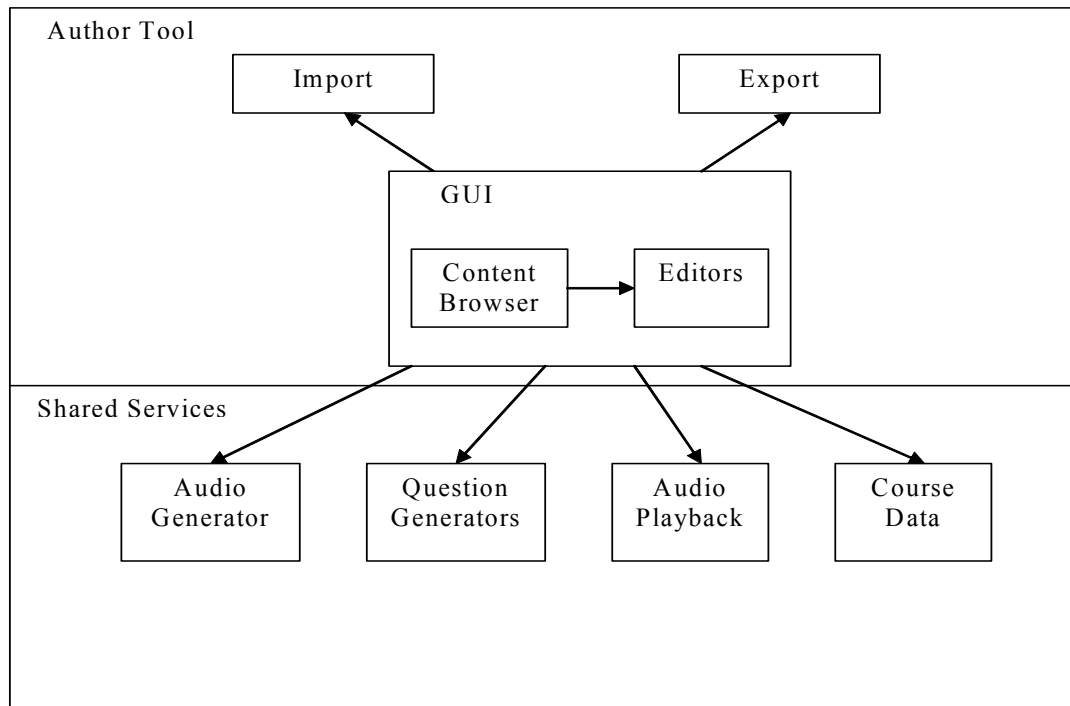 Author Tool
Import
Export
GUI
Content
Browser
Editors
Shared Services
Audio
Generator
Question
Generators
Audio
Playback
Course
Data